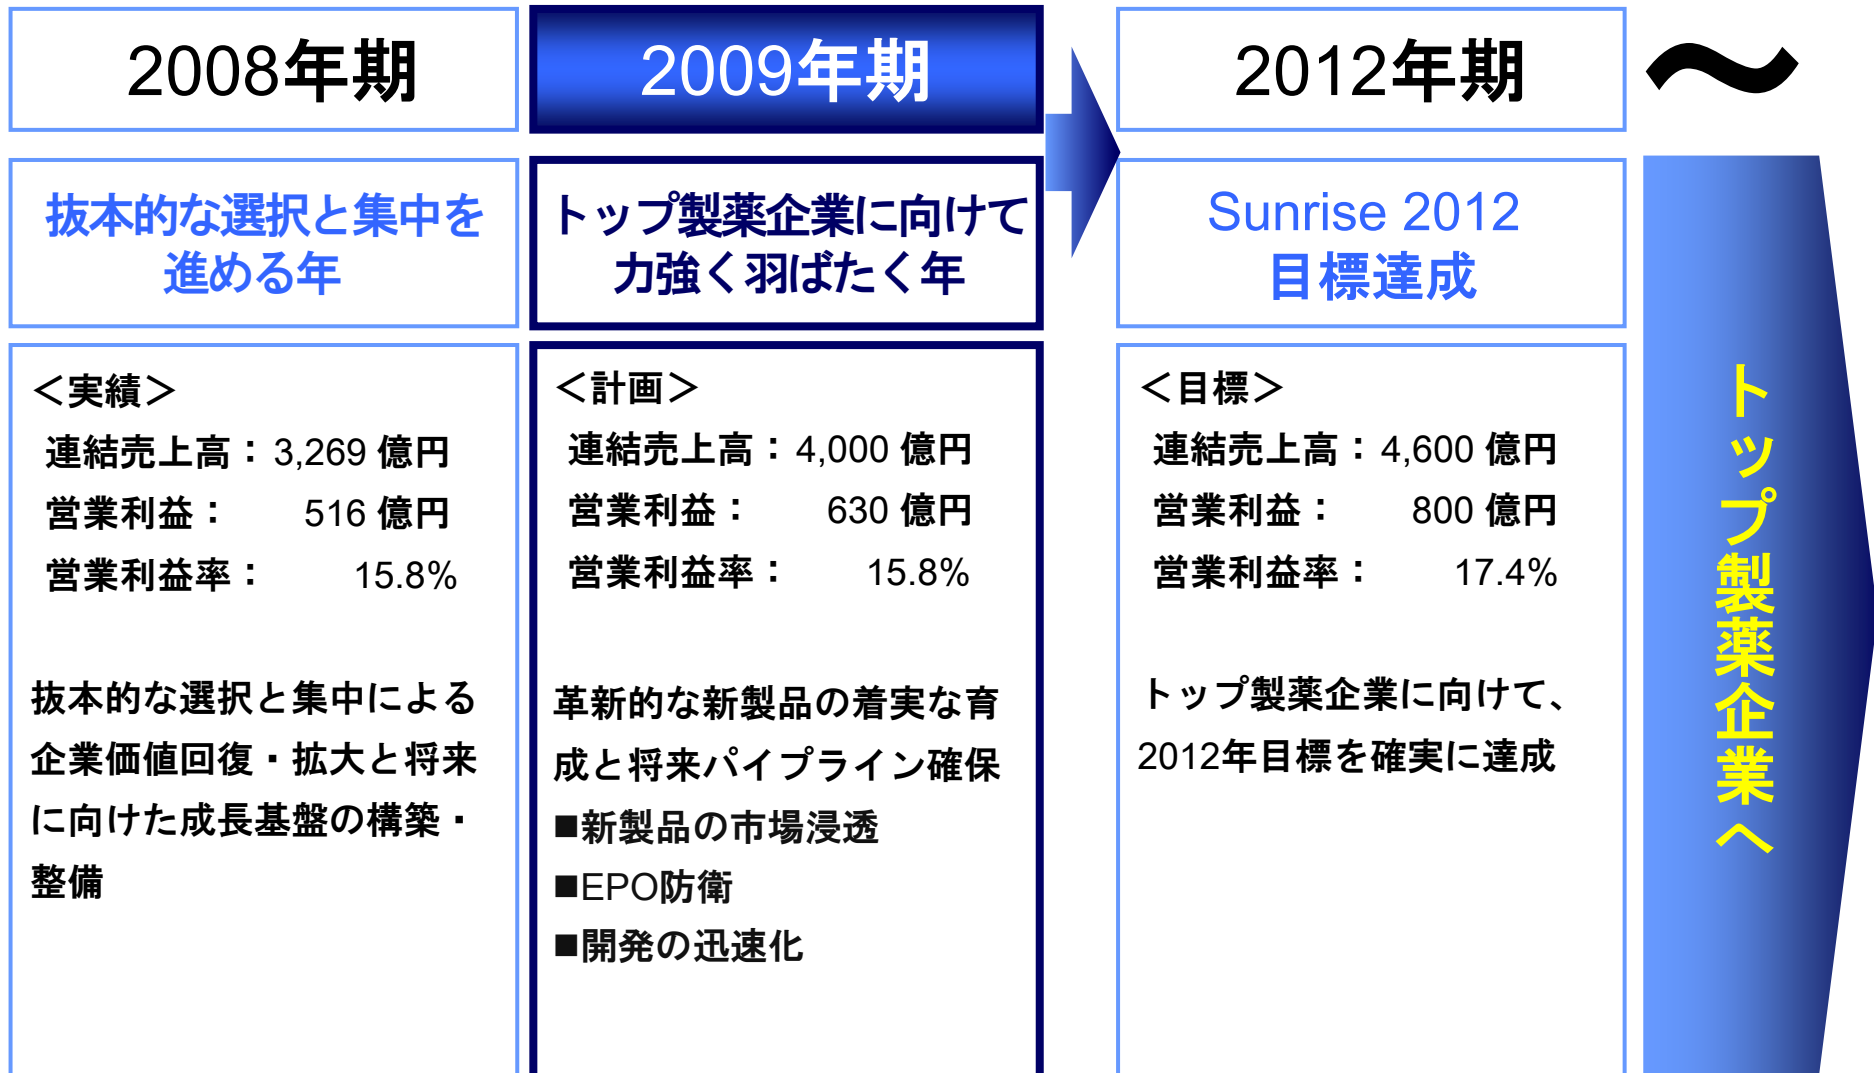 2008年期
抜本的な選択と集中を
進める年
＜実績＞
連結売上高：3,269 億円
営業利益： 516 億円
営業利益率： 15.8%
抜本的な選択と集中による
企業価値回復・拡大と将来
に向けた成長基盤の構築・
整備
2009年期
トップ製薬企業に向けて
力強く羽ばたく年
＜計画＞
連結売上高：4,000 億円
営業利益： 630 億円
営業利益率： 15.8%
革新的な新製品の着実な育
成と将来パイプライン確保
■新製品の市場浸透
■EPO防衛
■開発の迅速化
2012年期
Sunrise 2012
目標達成
＜目標＞
連結売上高：4,600 億円
営業利益： 800 億円
営業利益率： 17.4%
トップ製薬企業に向けて、
2012年目標を確実に達成
～
トップ製薬企業へ